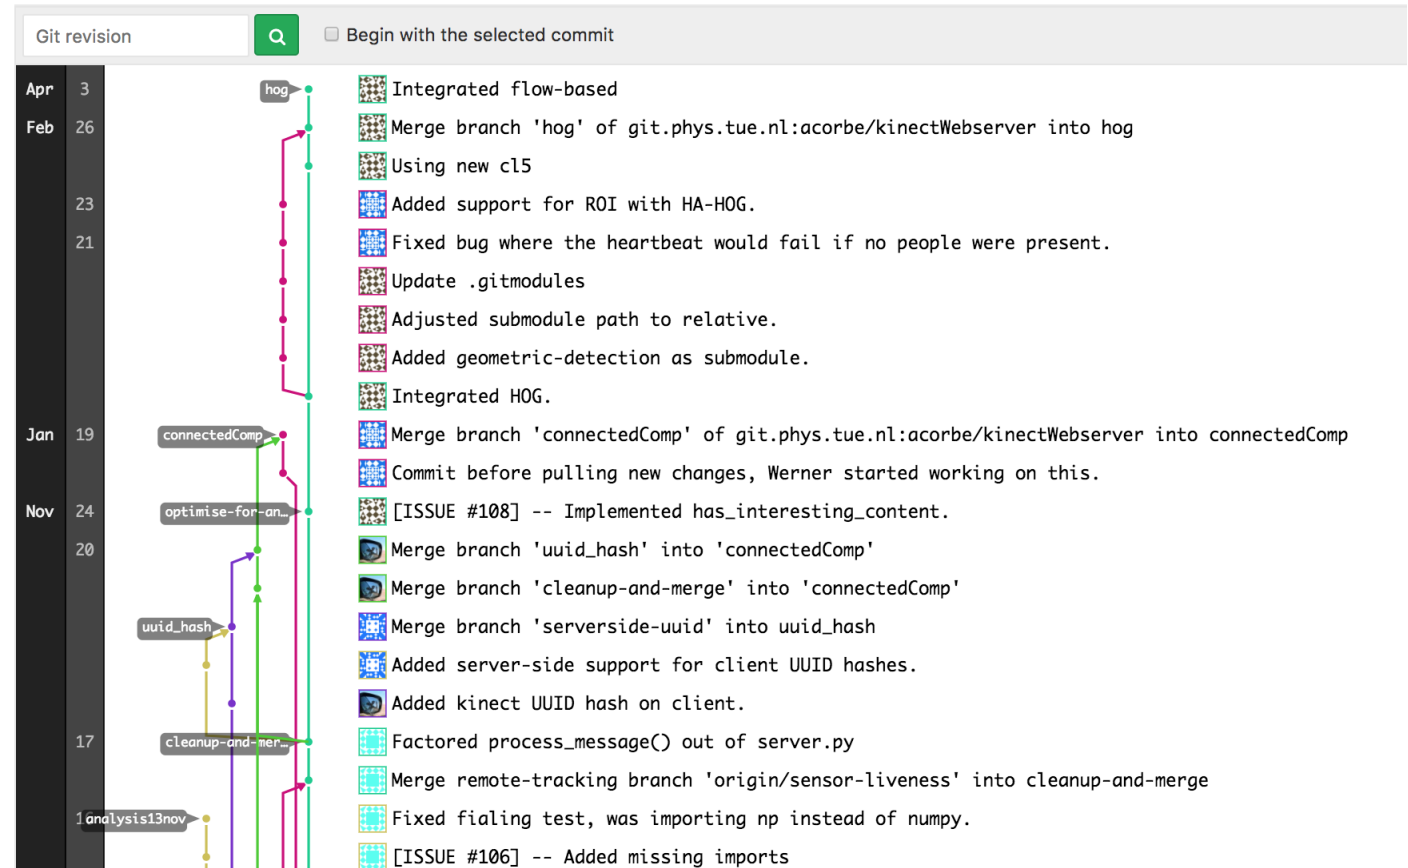 Git revision
Begin with the selected commit
Apr 3 hog Integrated flow-based
Feb 26 Merge branch 'hog' of git.phys.tue.nl:acorbe/kinectWebserver into hog
Using new cl5
23 Added support for ROI with HA-HOG.
21 Fixed bug where the heartbeat would fail if no people were present.
Update .gitmodules
Adjusted submodule path to relative.
Added geometric-detection as submodule.
Integrated HOG.
Jan 19 connectedComp Merge branch 'connectedComp' of git.phys.tue.nl:acorbe/kinectWebserver into connectedComp
Commit before pulling new changes, Werner started working on this.
Nov 24 optimise-for-an… [ISSUE #108] -- Implemented has_interesting_content.
20 Merge branch 'uuid_hash' into 'connectedComp'
Merge branch 'cleanup-and-merge' into 'connectedComp'
uuid_hash Merge branch 'serverside-uuid' into uuid_hash
Added server-side support for client UUID hashes.
Added kinect UUID hash on client.
17 cleanup-and-mer… Factored process_message() out of server.py
Merge remote-tracking branch 'origin/sensor-liveness' into cleanup-and-merge
analysis13nov Fixed fialing test, was importing np instead of numpy.
[ISSUE #106] -- Added missing imports